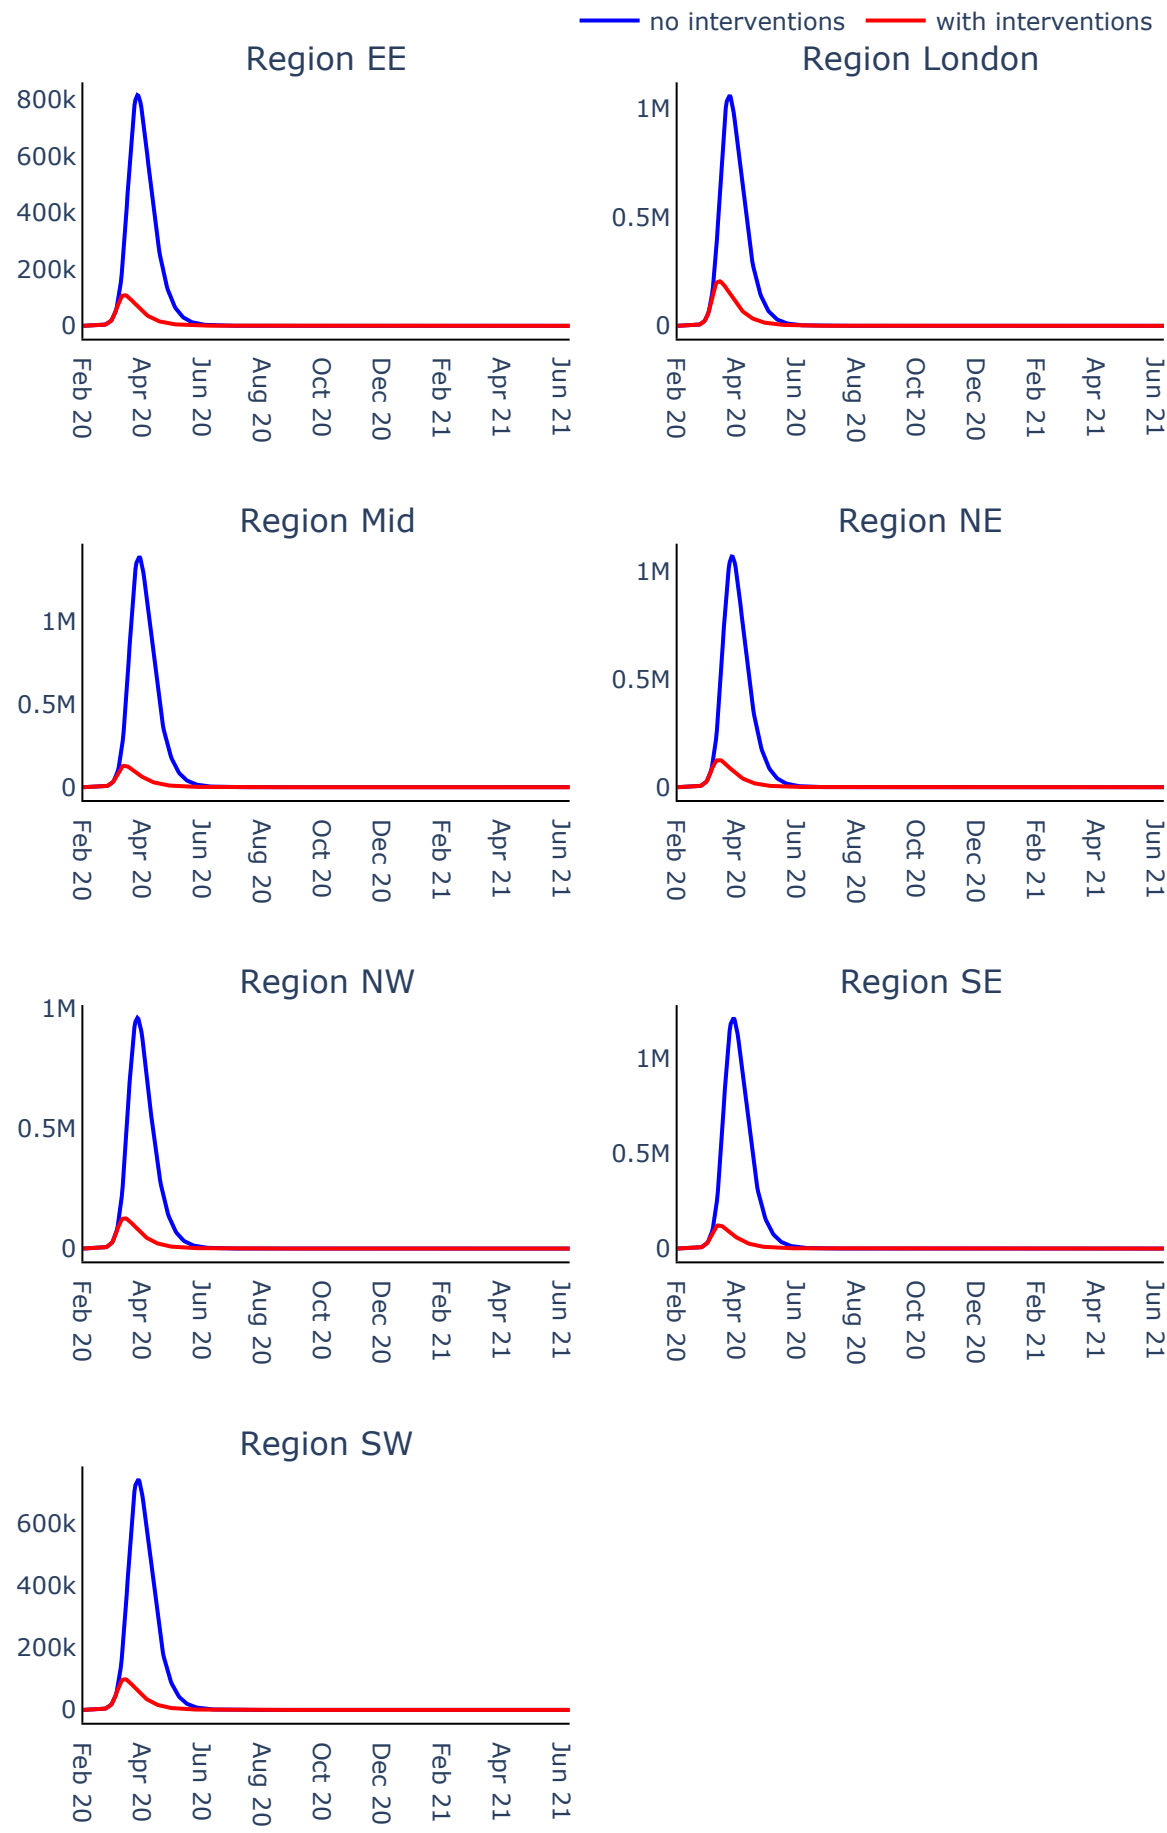 no interventions with interventions
Region EE
800k
600k
400k
200k
0
Feb 20 Apr 20 Jun 20 Aug 20 Oct 20 Dec 20 Feb 21 Apr 21 Jun 21
Region London
1M
0.5M
0
Feb 20 Apr 20 Jun 20 Aug 20 Oct 20 Dec 20 Feb 21 Apr 21 Jun 21
Region Mid
1M
0.5M
0
Feb 20 Apr 20 Jun 20 Aug 20 Oct 20 Dec 20 Feb 21 Apr 21 Jun 21
Region NE
1M
0.5M
0
Feb 20 Apr 20 Jun 20 Aug 20 Oct 20 Dec 20 Feb 21 Apr 21 Jun 21
Region NW
1M
0.5M
0
Feb 20 Apr 20 Jun 20 Aug 20 Oct 20 Dec 20 Feb 21 Apr 21 Jun 21
Region SE
1M
0.5M
0
Feb 20 Apr 20 Jun 20 Aug 20 Oct 20 Dec 20 Feb 21 Apr 21 Jun 21
Region SW
600k
400k
200k
0
Feb 20 Apr 20 Jun 20 Aug 20 Oct 20 Dec 20 Feb 21 Apr 21 Jun 21